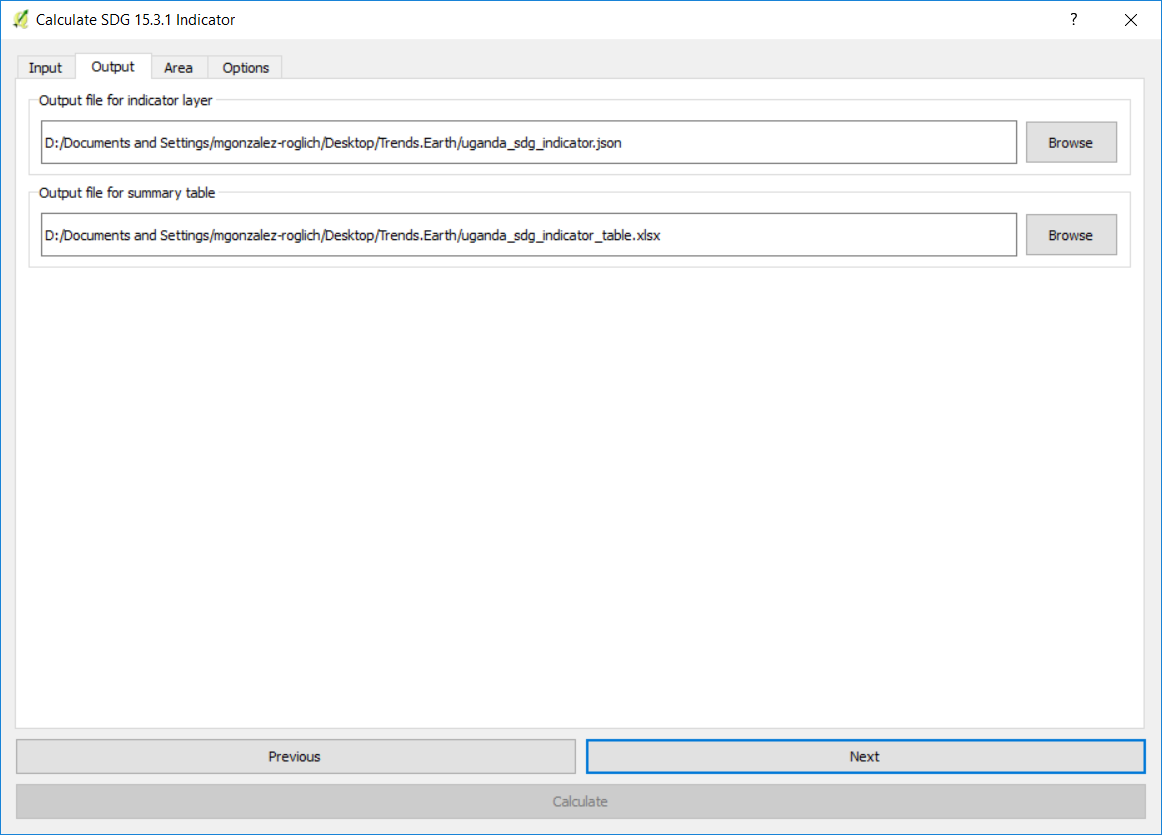 Calculate SDG 15.3.1 Indicator
?
Input Output Area Options
Output file for indicator layer
D:/Documents and Settings/mgonzalez-roglich/Desktop/Trends.Earth/uganda_sdg_indicator.json Browse
Output file for summary table
D:/Documents and Settings/mgonzalez-roglich/Desktop/Trends.Earth/uganda_sdg_indicator_table.xlsx Browse
Previous Next
Calculate